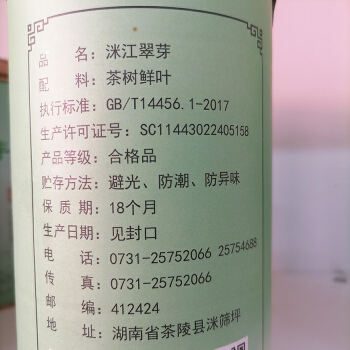 品名：洣江翠芽
配料：茶树鲜叶
执行标准：GB/T14456.1-2017
生产许可证号：SC11443022405158
产品等级：合格品
贮存方法：避光、防潮、防异味
保质期：18个月
生产日期：见封口
电话：0731-25752066 25754688
传真：0731-25752066
邮编：412424
地址：湖南省茶陵县洣筛坪